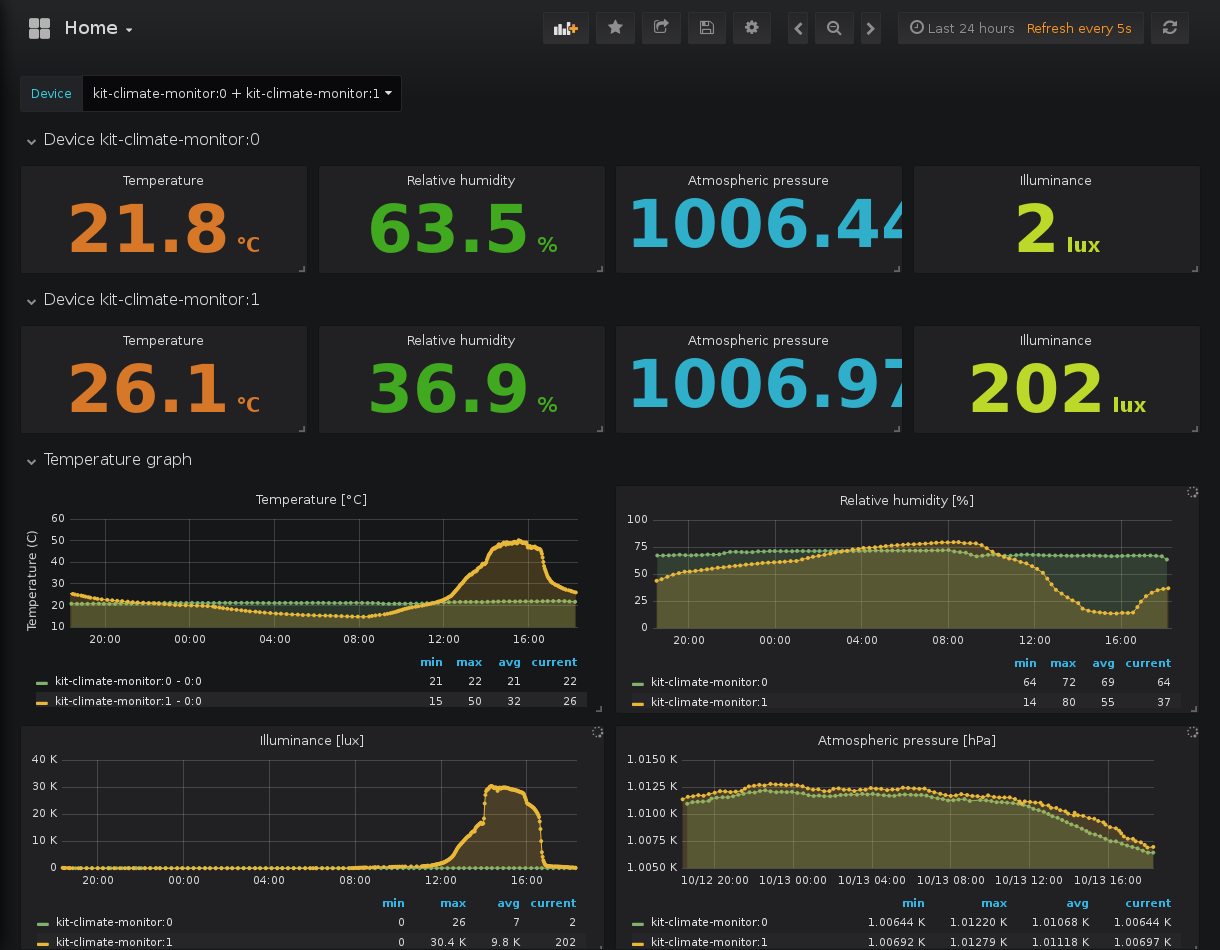 Home
Last 24 hours Refresh every 5s
Device kit-climate-monitor:0 + kit-climate-monitor:1
Device kit-climate-monitor:0
Temperature Relative humidity Atmospheric pressure Illuminance
21.8 °C 63.5 % 1006.44 2 lux
Device kit-climate-monitor:1
Temperature Relative humidity Atmospheric pressure Illuminance
26.1 °C 36.9 % 1006.97 202 lux
Temperature graph
Temperature [°C]
Temperature (C)
60
50
40
30
20
10
20:00 00:00 04:00 08:00 12:00 16:00
min max avg current
kit-climate-monitor:0 - 0:0 21 22 21 22
kit-climate-monitor:1 - 0:0 15 50 32 26
Relative humidity [%]
100
75
50
25
0
20:00 00:00 04:00 08:00 12:00 16:00
min max avg current
kit-climate-monitor:0 64 72 69 64
kit-climate-monitor:1 14 80 55 37
Illuminance [lux]
40 K
30 K
20 K
10 K
0
20:00 00:00 04:00 08:00 12:00 16:00
min max avg current
kit-climate-monitor:0 0 26 7 2
kit-climate-monitor:1 0 30.4 K 9.8 K 202
Atmospheric pressure [hPa]
1.0150 K
1.0125 K
1.0100 K
1.0075 K
1.0050 K
10/12 20:00 10/13 00:00 10/13 04:00 10/13 08:00 10/13 12:00 10/13 16:00
min max avg current
kit-climate-monitor:0 1.00644 K 1.01220 K 1.01068 K 1.00644 K
kit-climate-monitor:1 1.00692 K 1.01279 K 1.01118 K 1.00697 K